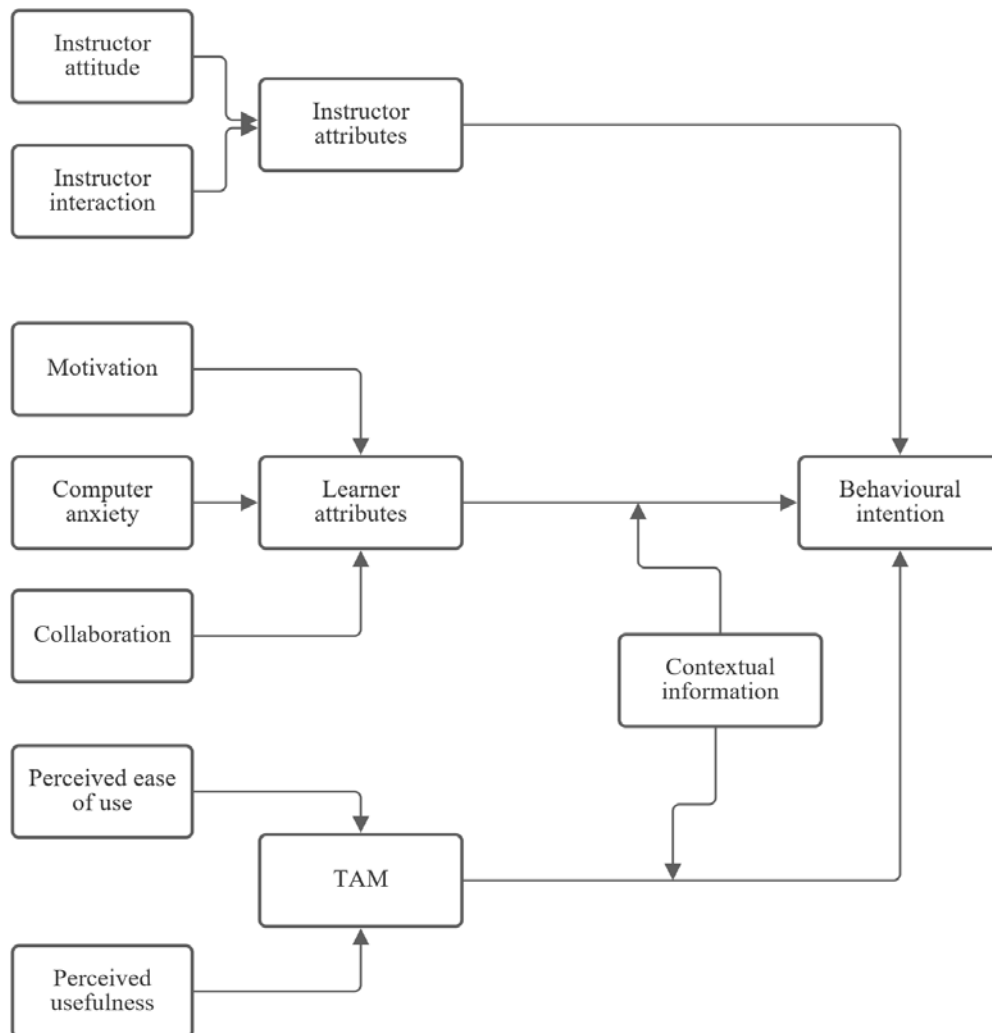 Instructor
attitude
Instructor
attributes
Instructor
interaction
Motivation
Computer
anxiety
Learner
attributes
Behavioural
intention
Collaboration
Contextual
information
Perceived ease
of use
TAM
Perceived
usefulness